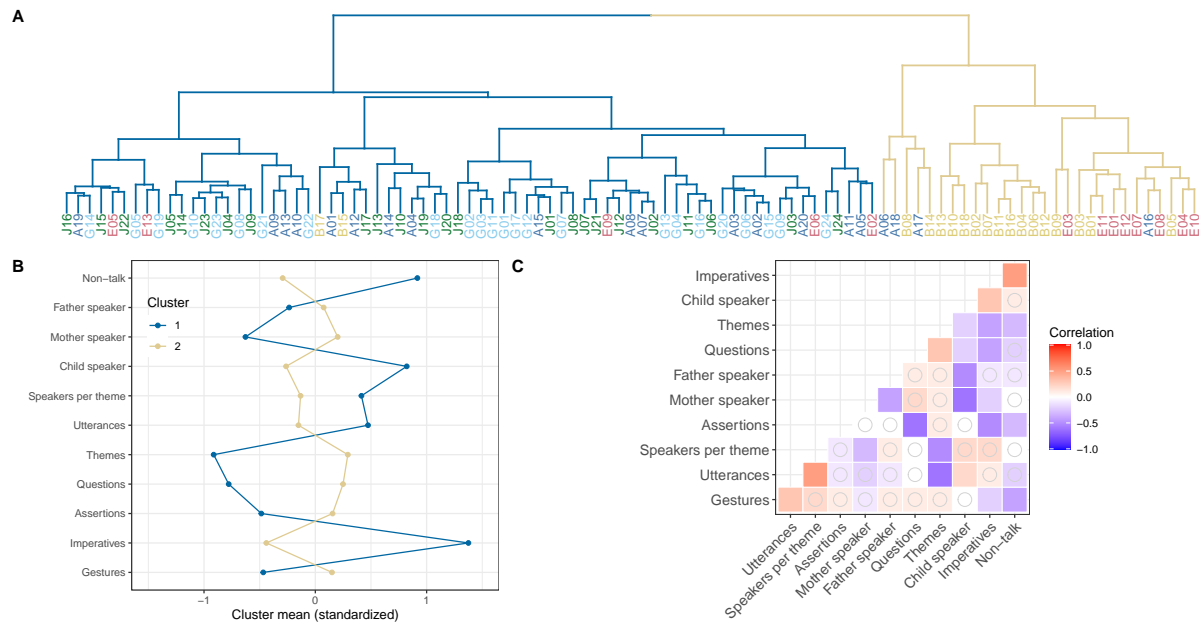 A
J16 A19 G14 J15 E05 J22 G05 E13 G19 J05 J14 G10 J23 G23 J04 G08 J09 G21 A09 A13 A10 B17 A01 B15 A12 J17 J13 A14 J10 A04 J19 J20 J18 G02 G03 G01 G17 G12 A15 J01 J08 J07 J21 E09 J12 A08 A07 J02 G13 G04 J11 J06 G20 A03 G06 A02 G09 J03 A20 E06 J24 A11 A05 E02 A06 A18 B08 A17 B14 B13 B10 B18 B02 B07 B11 B04 B06 B16 B12 B09 E03 B03 E11 E01 E12 E07 A16 E08 B05 E04 E10
B
Non−talk
Father speaker
Mother speaker
Child speaker
Speakers per theme
Utterances
Themes
Questions
Assertions
Imperatives
Gestures
Cluster
1
2
−1 0 1
Cluster mean (standardized)
C
Imperatives
Child speaker
Themes
Questions
Father speaker
Mother speaker
Assertions
Speakers per theme
Utterances
Gestures
Utterances
Speakers per theme
Assertions
Mother speaker
Father speaker
Questions
Themes
Child speaker
Imperatives
Non−talk
Correlation
1.0
0.5
0.0
−0.5
−1.0